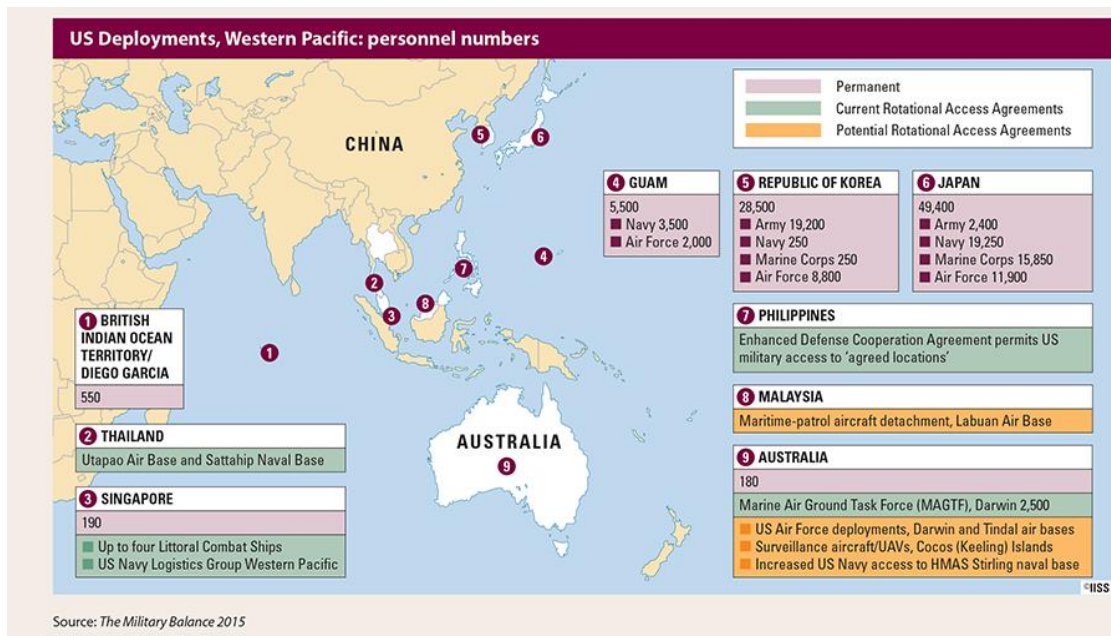 US Deployments, Western Pacific: personnel numbers
Permanent
Current Rotational Access Agreements
Potential Rotational Access Agreements
CHINA
5
6
4
7
2
8
3
1
AUSTRALIA
9
1 BRITISH
INDIAN OCEAN
TERRITORY/
DIEGO GARCIA
550
2 THAILAND
Utapao Air Base and Sattahip Naval Base
3 SINGAPORE
190
Up to four Littoral Combat Ships
US Navy Logistics Group Western Pacific
4 GUAM
5,500
Navy 3,500
Air Force 2,000
5 REPUBLIC OF KOREA
28,500
Army 19,200
Navy 250
Marine Corps 250
Air Force 8,800
6 JAPAN
49,400
Army 2,400
Navy 19,250
Marine Corps 15,850
Air Force 11,900
7 PHILIPPINES
Enhanced Defense Cooperation Agreement permits US
military access to ‘agreed locations’
8 MALAYSIA
Maritime-patrol aircraft detachment, Labuan Air Base
9 AUSTRALIA
180
Marine Air Ground Task Force (MAGTF), Darwin 2,500
US Air Force deployments, Darwin and Tindal air bases
Surveillance aircraft/UAVs, Cocos (Keeling) Islands
Increased US Navy access to HMAS Stirling naval base
©IISS
Source: The Military Balance 2015